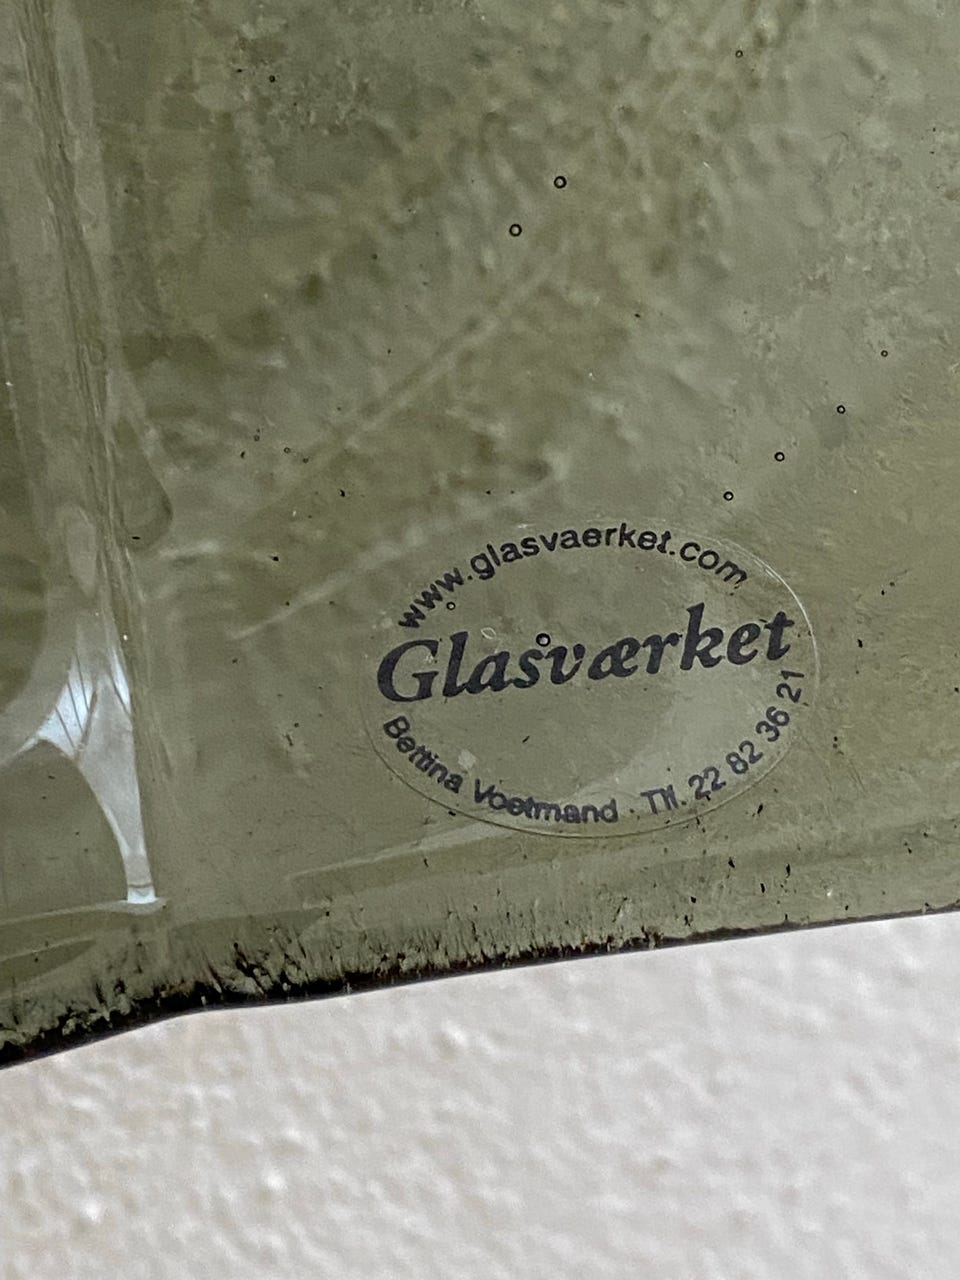 www.glasvaerket.com
Glasværket
Bettina Voetmand · Tlf. 22 82 36 21